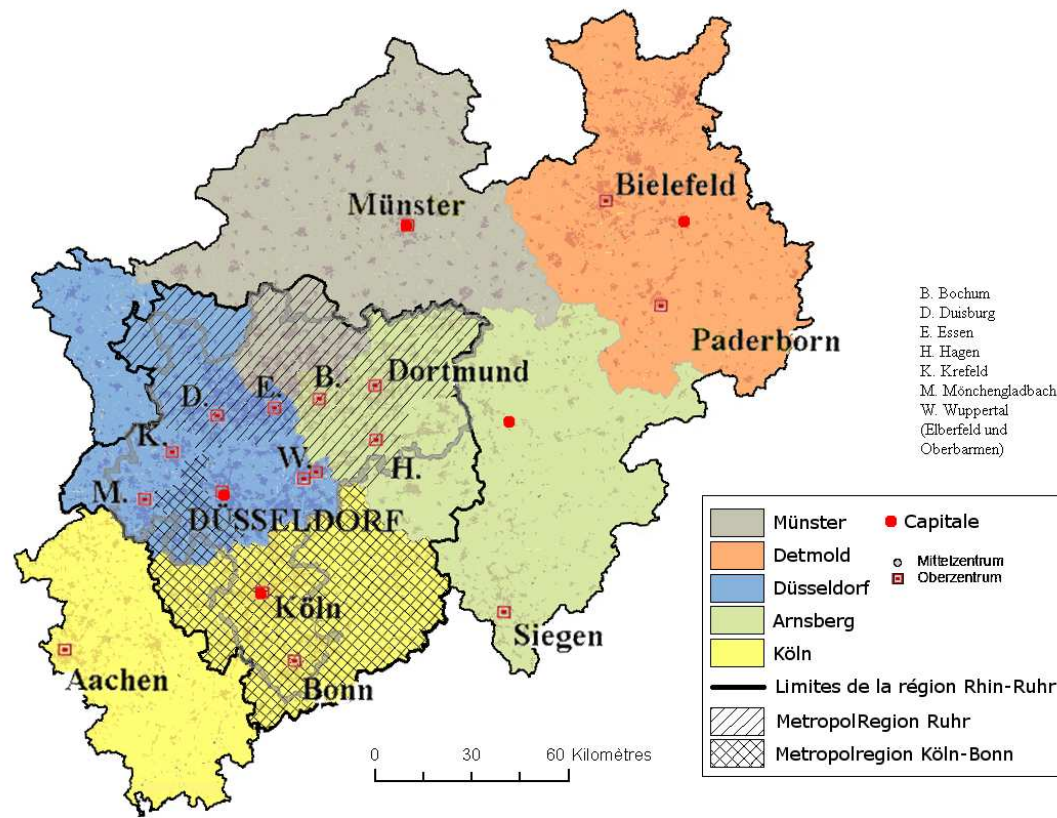 Bielefeld
Münster
Paderborn
B. Bochum
D. Duisburg
E. Essen
H. Hagen
K. Krefeld
M. Mönchengladbach
W. Wuppertal
(Elberfeld und
Oberbarmen)
Dortmund
B.
E.
D.
K.
W.
H.
M.
DÜSSELDORF
Köln
Siegen
Aachen
Bonn
0 30 60 Kilomètres
Münster
Detmold
Düsseldorf
Arnsberg
Köln
Limites de la région Rhin-Ruhr
MetropolRegion Ruhr
Metropolregion Köln-Bonn
Capitale
Mittelzentrum
Oberzentrum